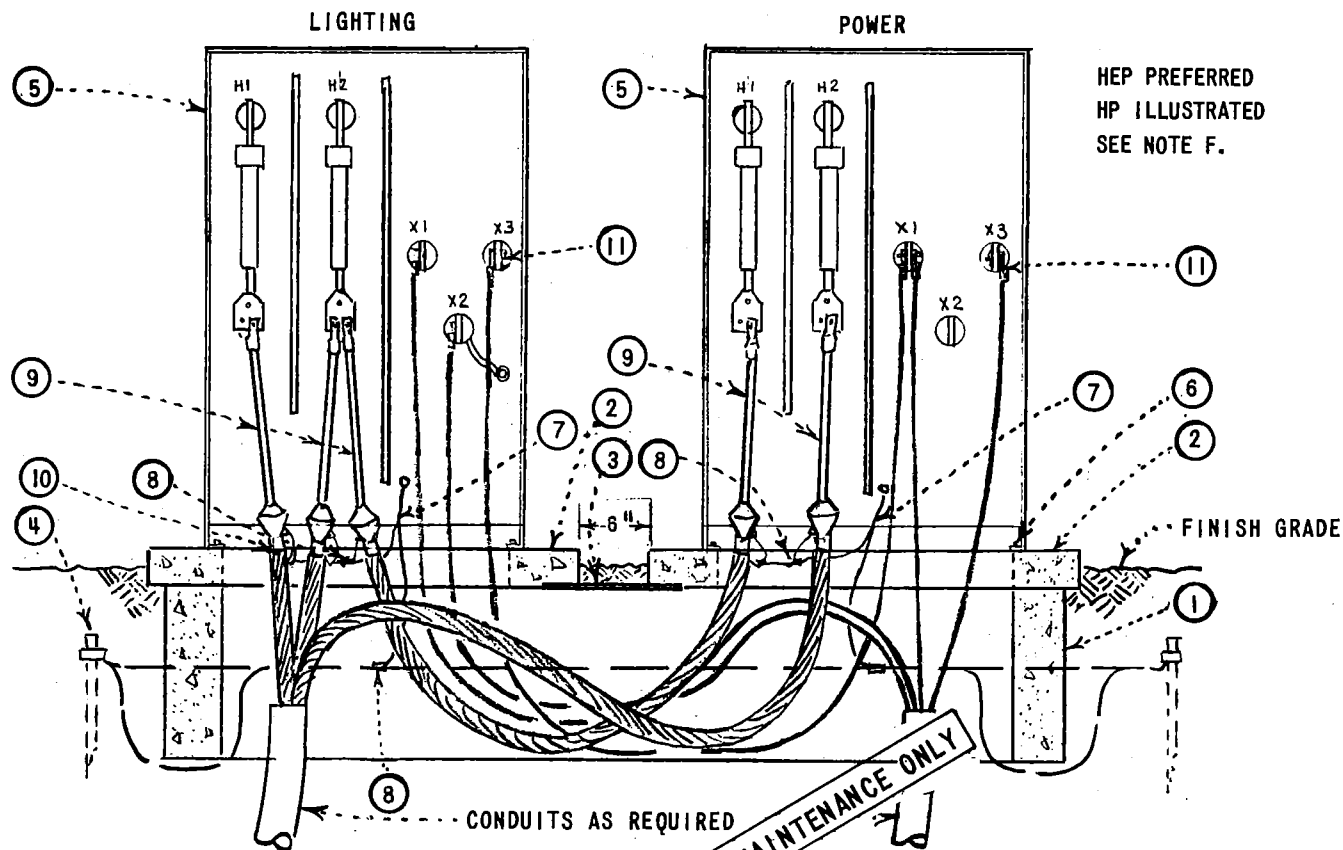 LIGHTING
POWER
HEP PREFERRED
HP ILLUSTRATED
SEE NOTE F.
5
H1
H2
5
H1
H2
X1
X3
11
X1
X3
11
X2
X2
9
9
7
2
7
6
10
8
3
8
2
4
6"
FINISH GRADE
1
8
CONDUITS AS REQUIRED
MAINTENANCE ONLY